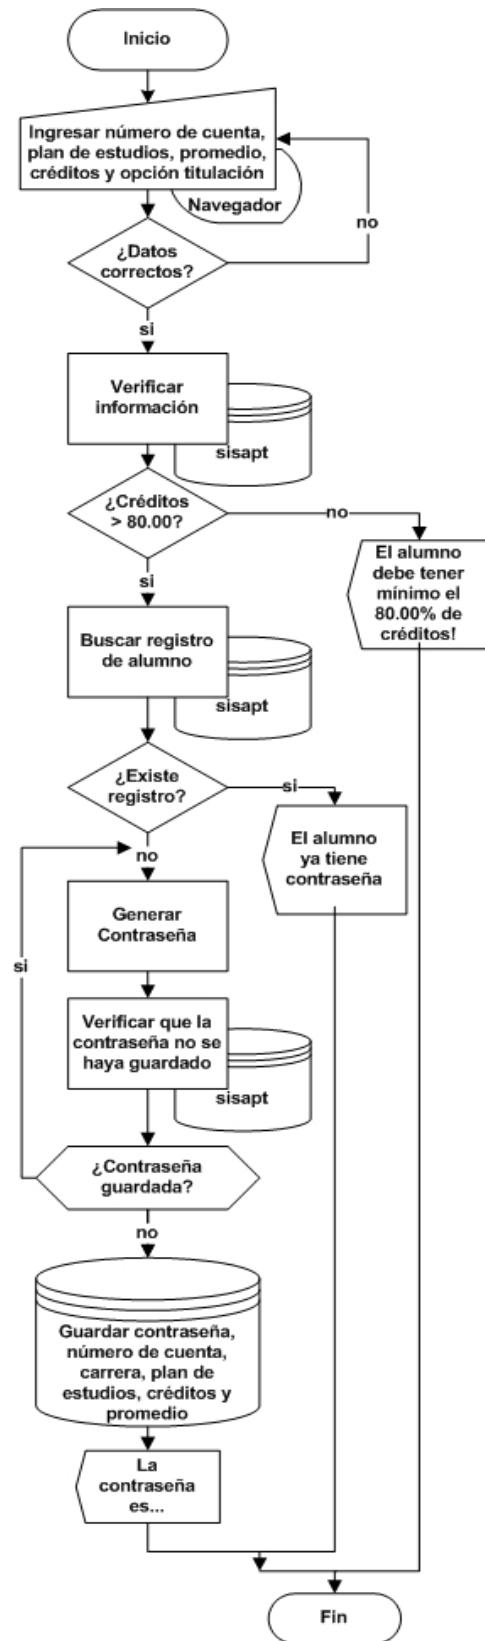 Inicio
Ingresar número de cuenta,
plan de estudios, promedio,
créditos y opción titulación
Navegador
no
¿Datos
correctos?
si
Verificar
información
sisapt
¿Créditos
> 80.00?
no
El alumno
debe tener
mínimo el
80.00% de
créditos!
si
Buscar registro
de alumno
sisapt
¿Existe
registro?
si
El alumno
ya tiene
contraseña
no
Generar
Contraseña
si
Verificar que la
contraseña no se
haya guardado
sisapt
¿Contraseña
guardada?
no
Guardar contraseña,
número de cuenta,
carrera, plan de
estudios, créditos y
promedio
La
contraseña
es...
Fin